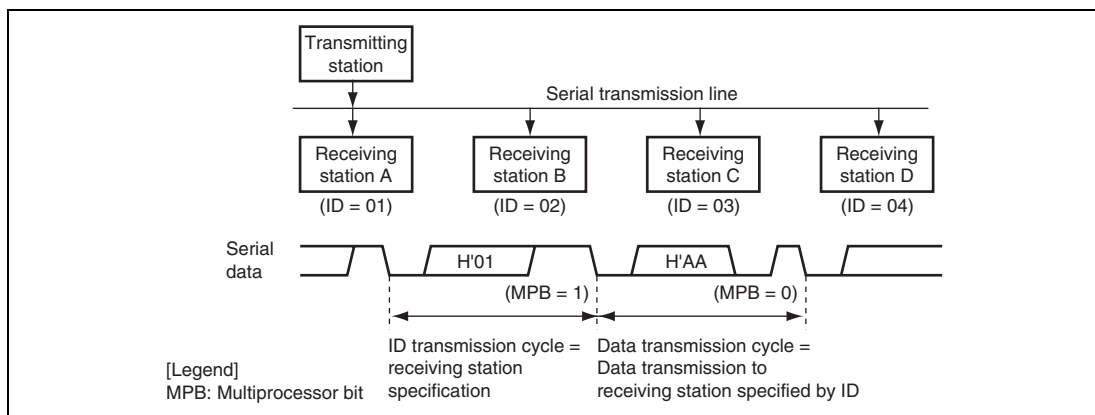 Transmitting
station
Serial transmission line
Receiving
station A
Receiving
station B
Receiving
station C
Receiving
station D
(ID = 01)
(ID = 02)
(ID = 03)
(ID = 04)
Serial
data
H'01
H'AA
(MPB = 1)
(MPB = 0)
ID transmission cycle =
receiving station
specification
Data transmission cycle =
Data transmission to
receiving station specified by ID
[Legend]
MPB: Multiprocessor bit